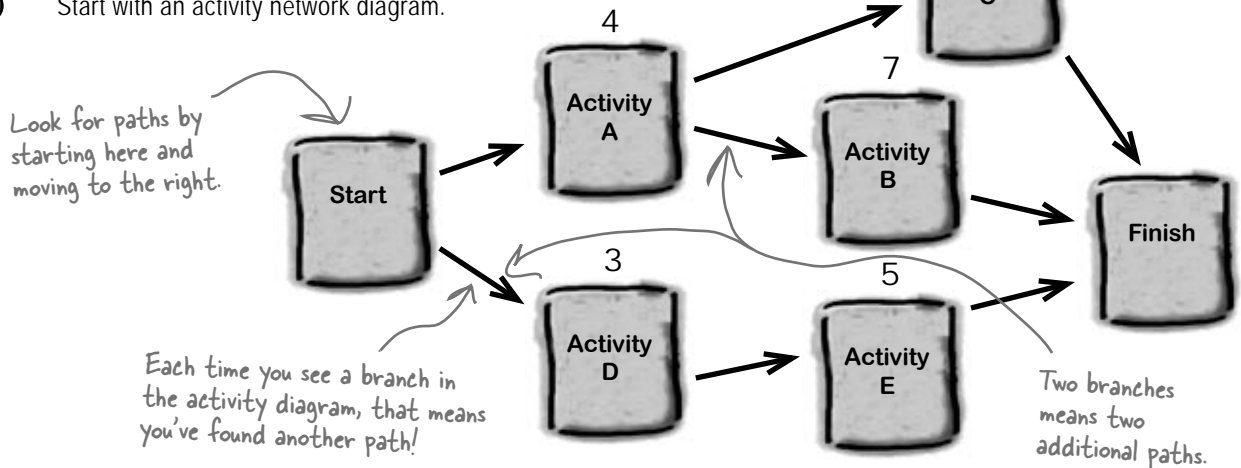 Start with an activity network diagram.
4
7
Look for paths by
starting here and
moving to the right.
Activity
A
Activity
B
Start
Finish
3
5
Activity
D
Activity
E
Each time you see a branch in
the activity diagram, that means
you've found another path!
Two branches
means two
additional paths.